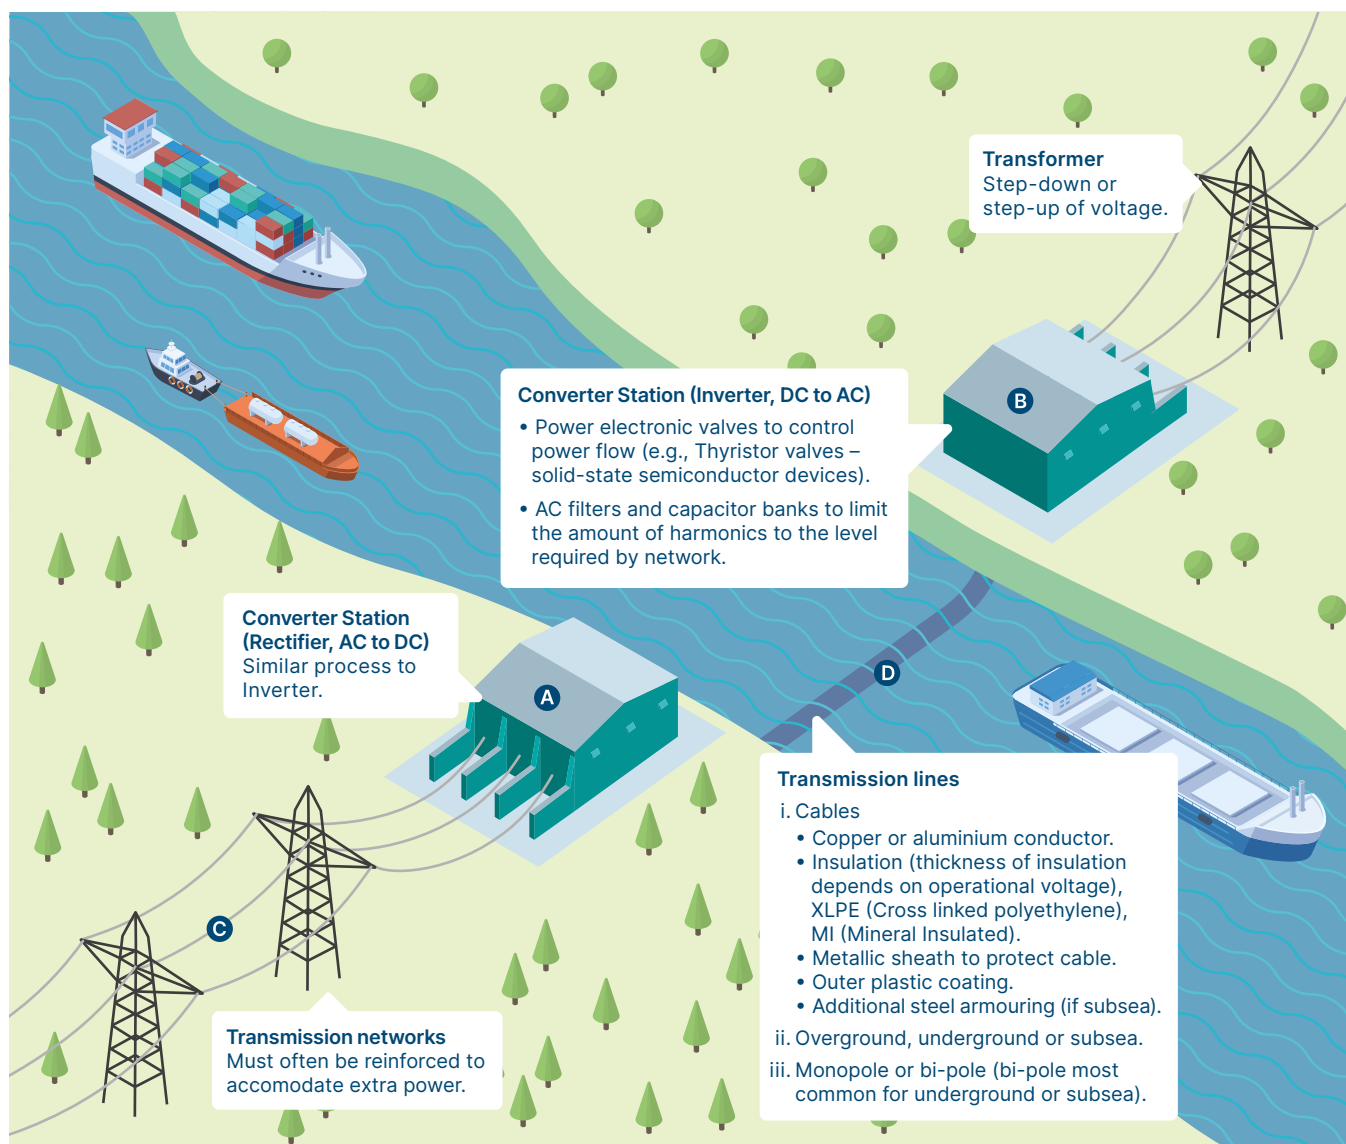 Transformer
Step-down or
step-up of voltage.
Converter Station (Inverter, DC to AC)
• Power electronic valves to control
power flow (e.g., Thyristor valves –
solid-state semiconductor devices).
• AC filters and capacitor banks to limit
the amount of harmonics to the level
required by network.
B
Converter Station
(Rectifier, AC to DC)
Similar process to
Inverter.
A
D
Transmission lines
i. Cables
• Copper or aluminium conductor.
• Insulation (thickness of insulation
depends on operational voltage),
XLPE (Cross linked polyethylene),
MI (Mineral Insulated).
• Metallic sheath to protect cable.
• Outer plastic coating.
• Additional steel armouring (if subsea).
ii. Overground, underground or subsea.
iii. Monopole or bi-pole (bi-pole most
common for underground or subsea).
C
Transmission networks
Must often be reinforced to
accomodate extra power.